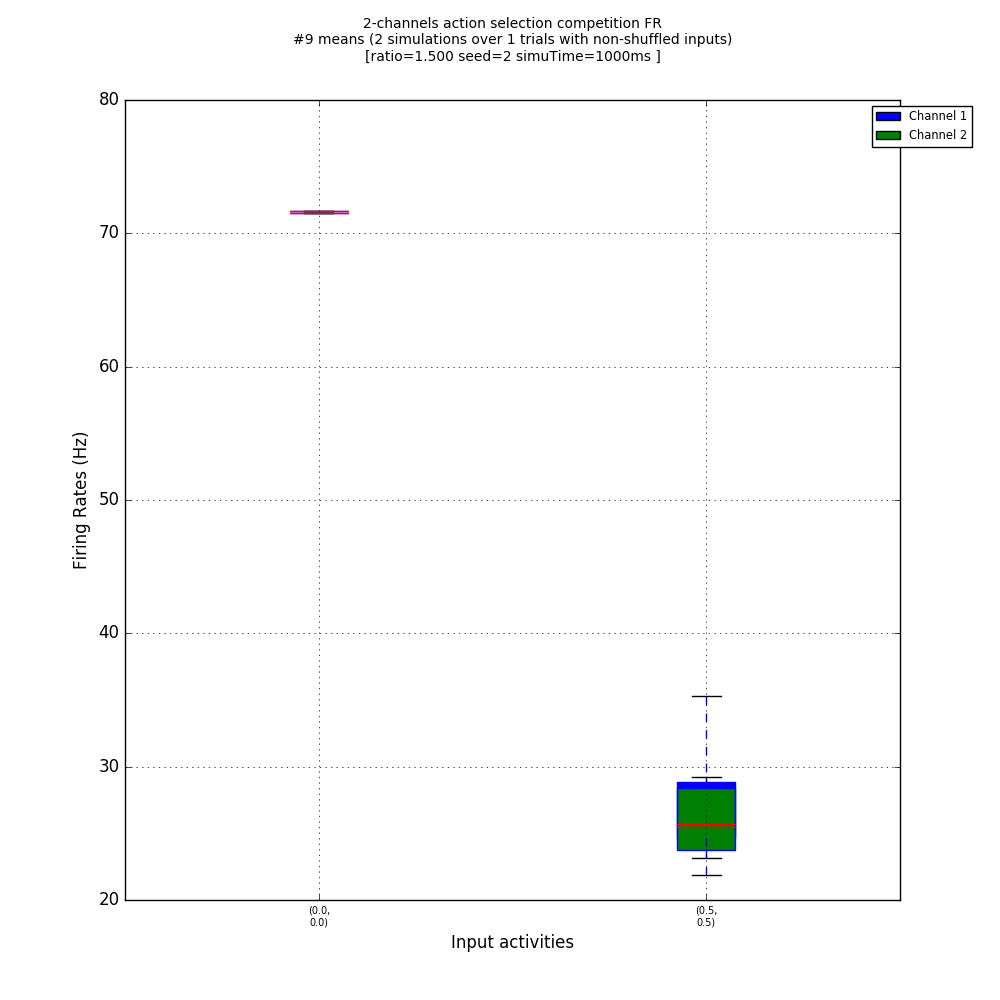 2-channels action selection competition FR
#9 means (2 simulations over 1 trials with non-shuffled inputs)
[ratio=1.500 seed=2 simuTime=1000ms ]
Channel 1
Channel 2
80
70
60
50
40
30
20
Firing Rates (Hz)
(0.0,
0.0)
(0.5,
0.5)
Input activities